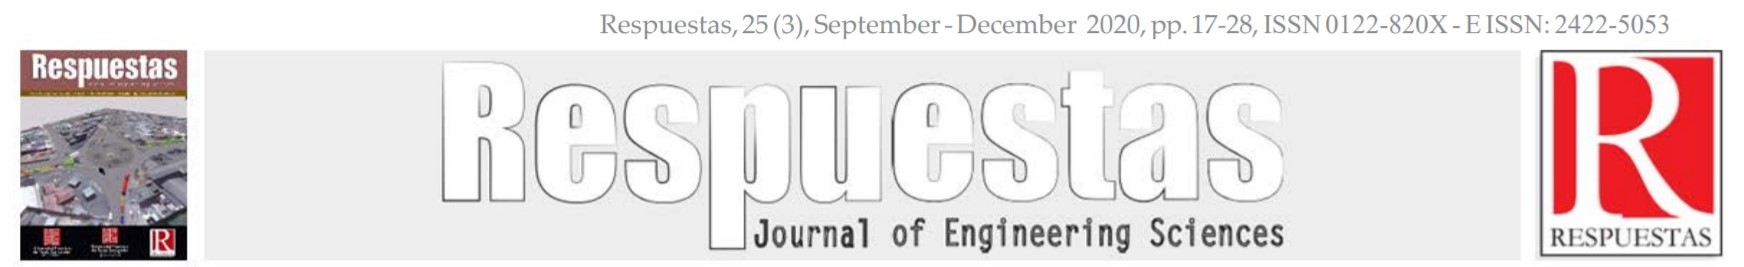 Respuestas, 25 (3), September - December 2020, pp. 17-28, ISSN 0122-820X - E ISSN: 2422-5053
Respuestas
Respuestas
Journal of Engineering Sciences
R
RESPUESTAS
R